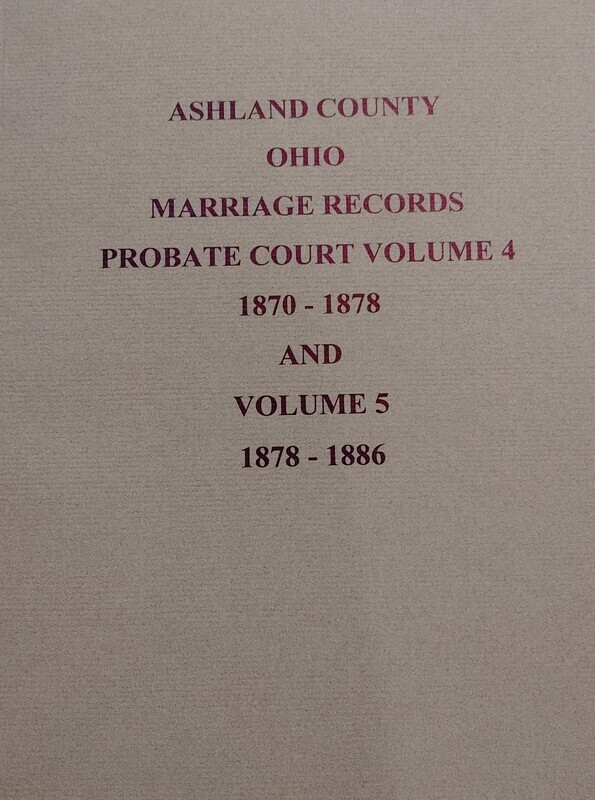 ASHLAND COUNTY
OHIO
MARRIAGE RECORDS
PROBATE COURT VOLUME 4
1870 - 1878
AND
VOLUME 5
1878 - 1886